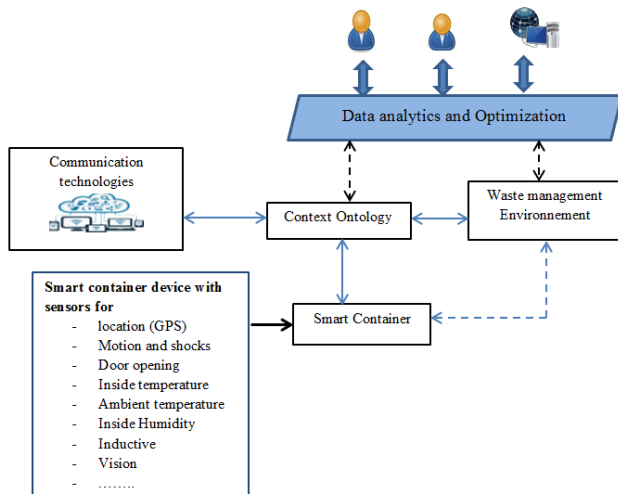 Data analytics and Optimization
Communication
technologies
Context Ontology
Waste management
Environnement
Smart container device with
sensors for
- location (GPS)
- Motion and shocks
- Door opening
- Inside temperature
- Ambient temperature
- Inside Humidity
- Inductive
- Vision
- ........
Smart Container